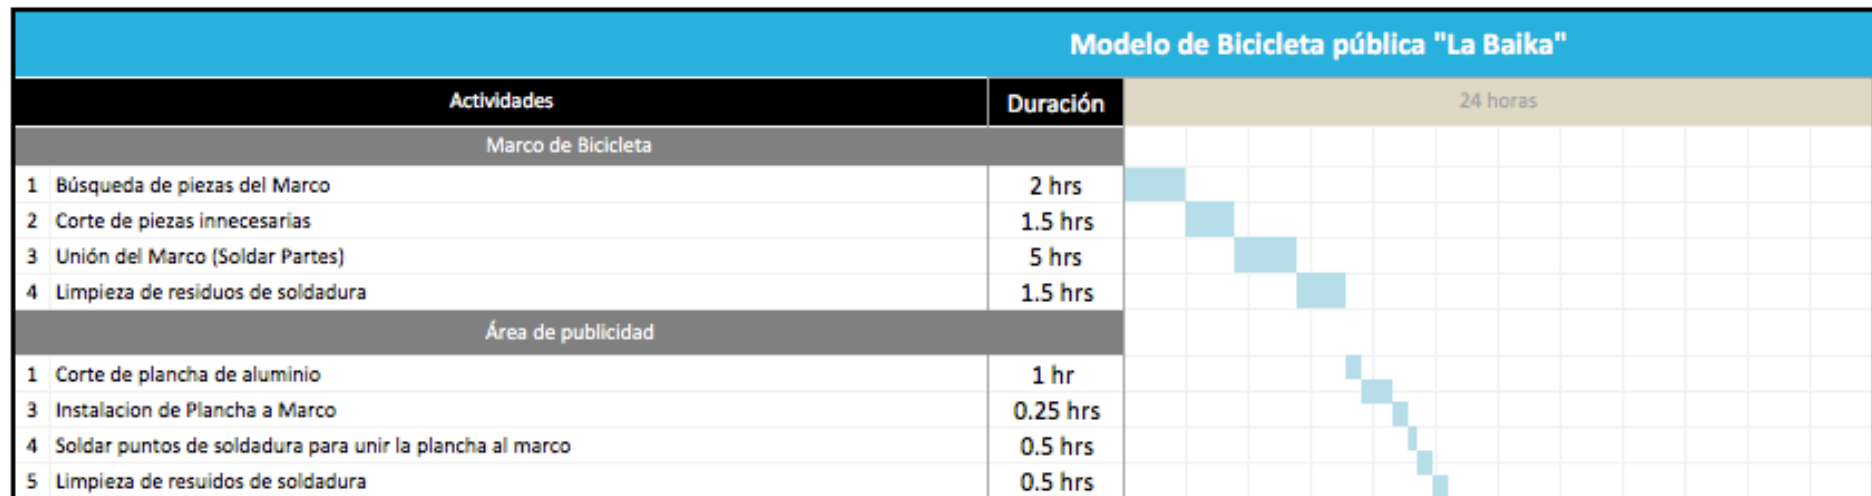 Modelo de Bicicleta pública "La Baika"
Actividades Duración 24 horas
Marco de Bicicleta
1 Búsqueda de piezas del Marco 2 hrs
2 Corte de piezas innecesarias 1.5 hrs
3 Unión del Marco (Soldar Partes) 5 hrs
4 Limpieza de residuos de soldadura 1.5 hrs
Área de publicidad
1 Corte de plancha de aluminio 1 hr
3 Instalacion de Plancha a Marco 0.25 hrs
4 Soldar puntos de soldadura para unir la plancha al marco 0.5 hrs
5 Limpieza de resuidos de soldadura 0.5 hrs